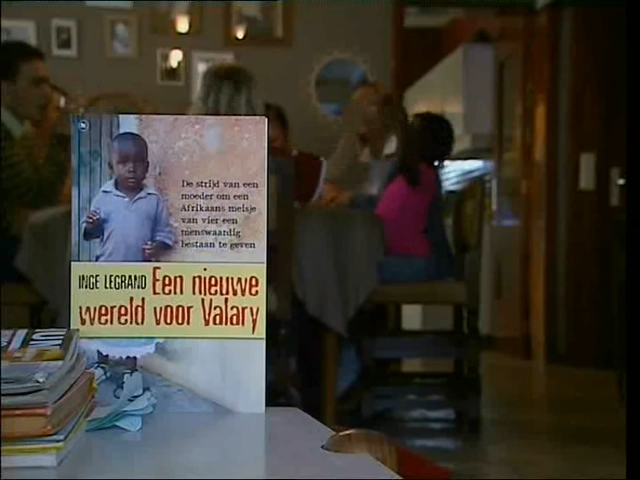 De strijd van een
moeder om een
Afrikaans meisje
van vier een
menswaardig
bestaan te geven
INGE LEGRAND Een nieuwe
wereld voor Valary